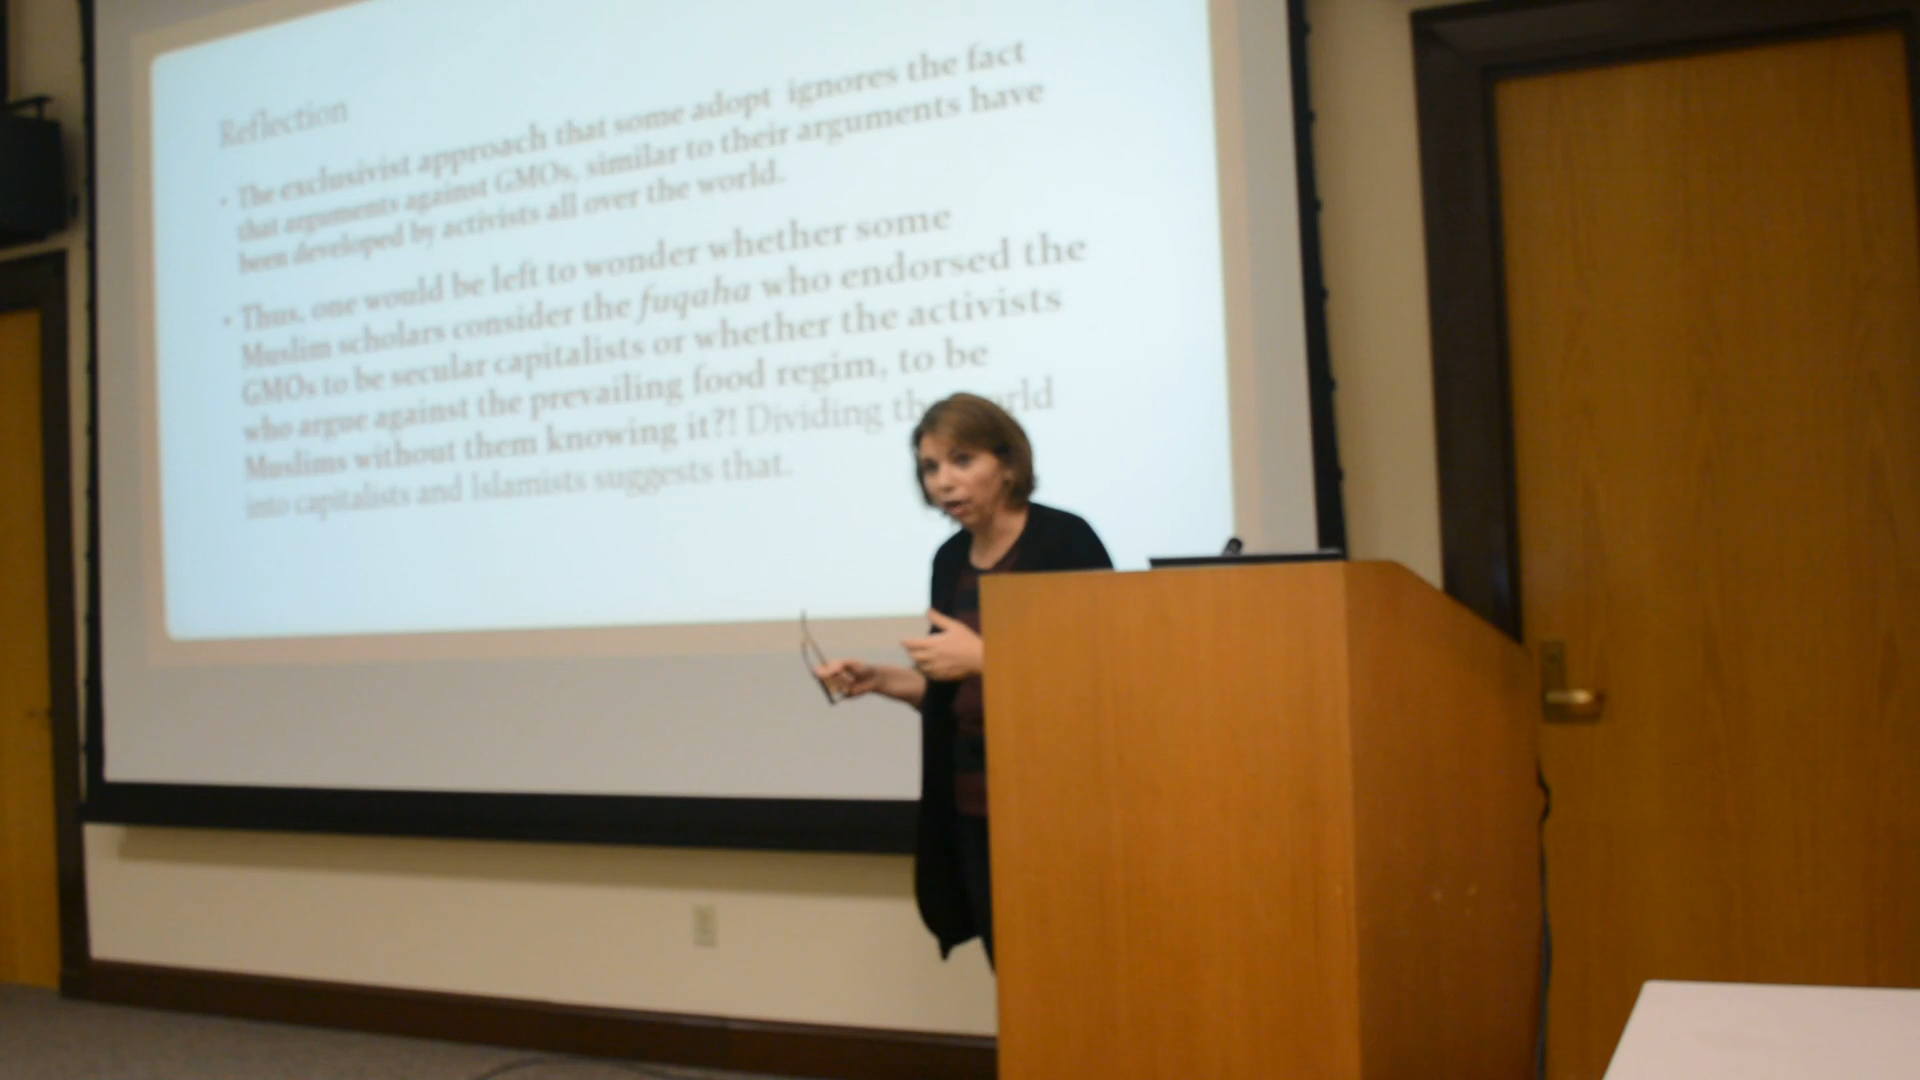 Reflection
• The exclusivist approach that some adopt ignores the fact
that arguments against GMOs, similar to their arguments have
been developed by activists all over the world.
• Thus, one would be left to wonder whether some
Muslim scholars consider the fuqaha who endorsed the
GMOs to be secular capitalists or whether the activists
who argue against the prevailing food regim, to be
Muslims without them knowing it?! Dividing
into capitalists and Islamists suggests that.